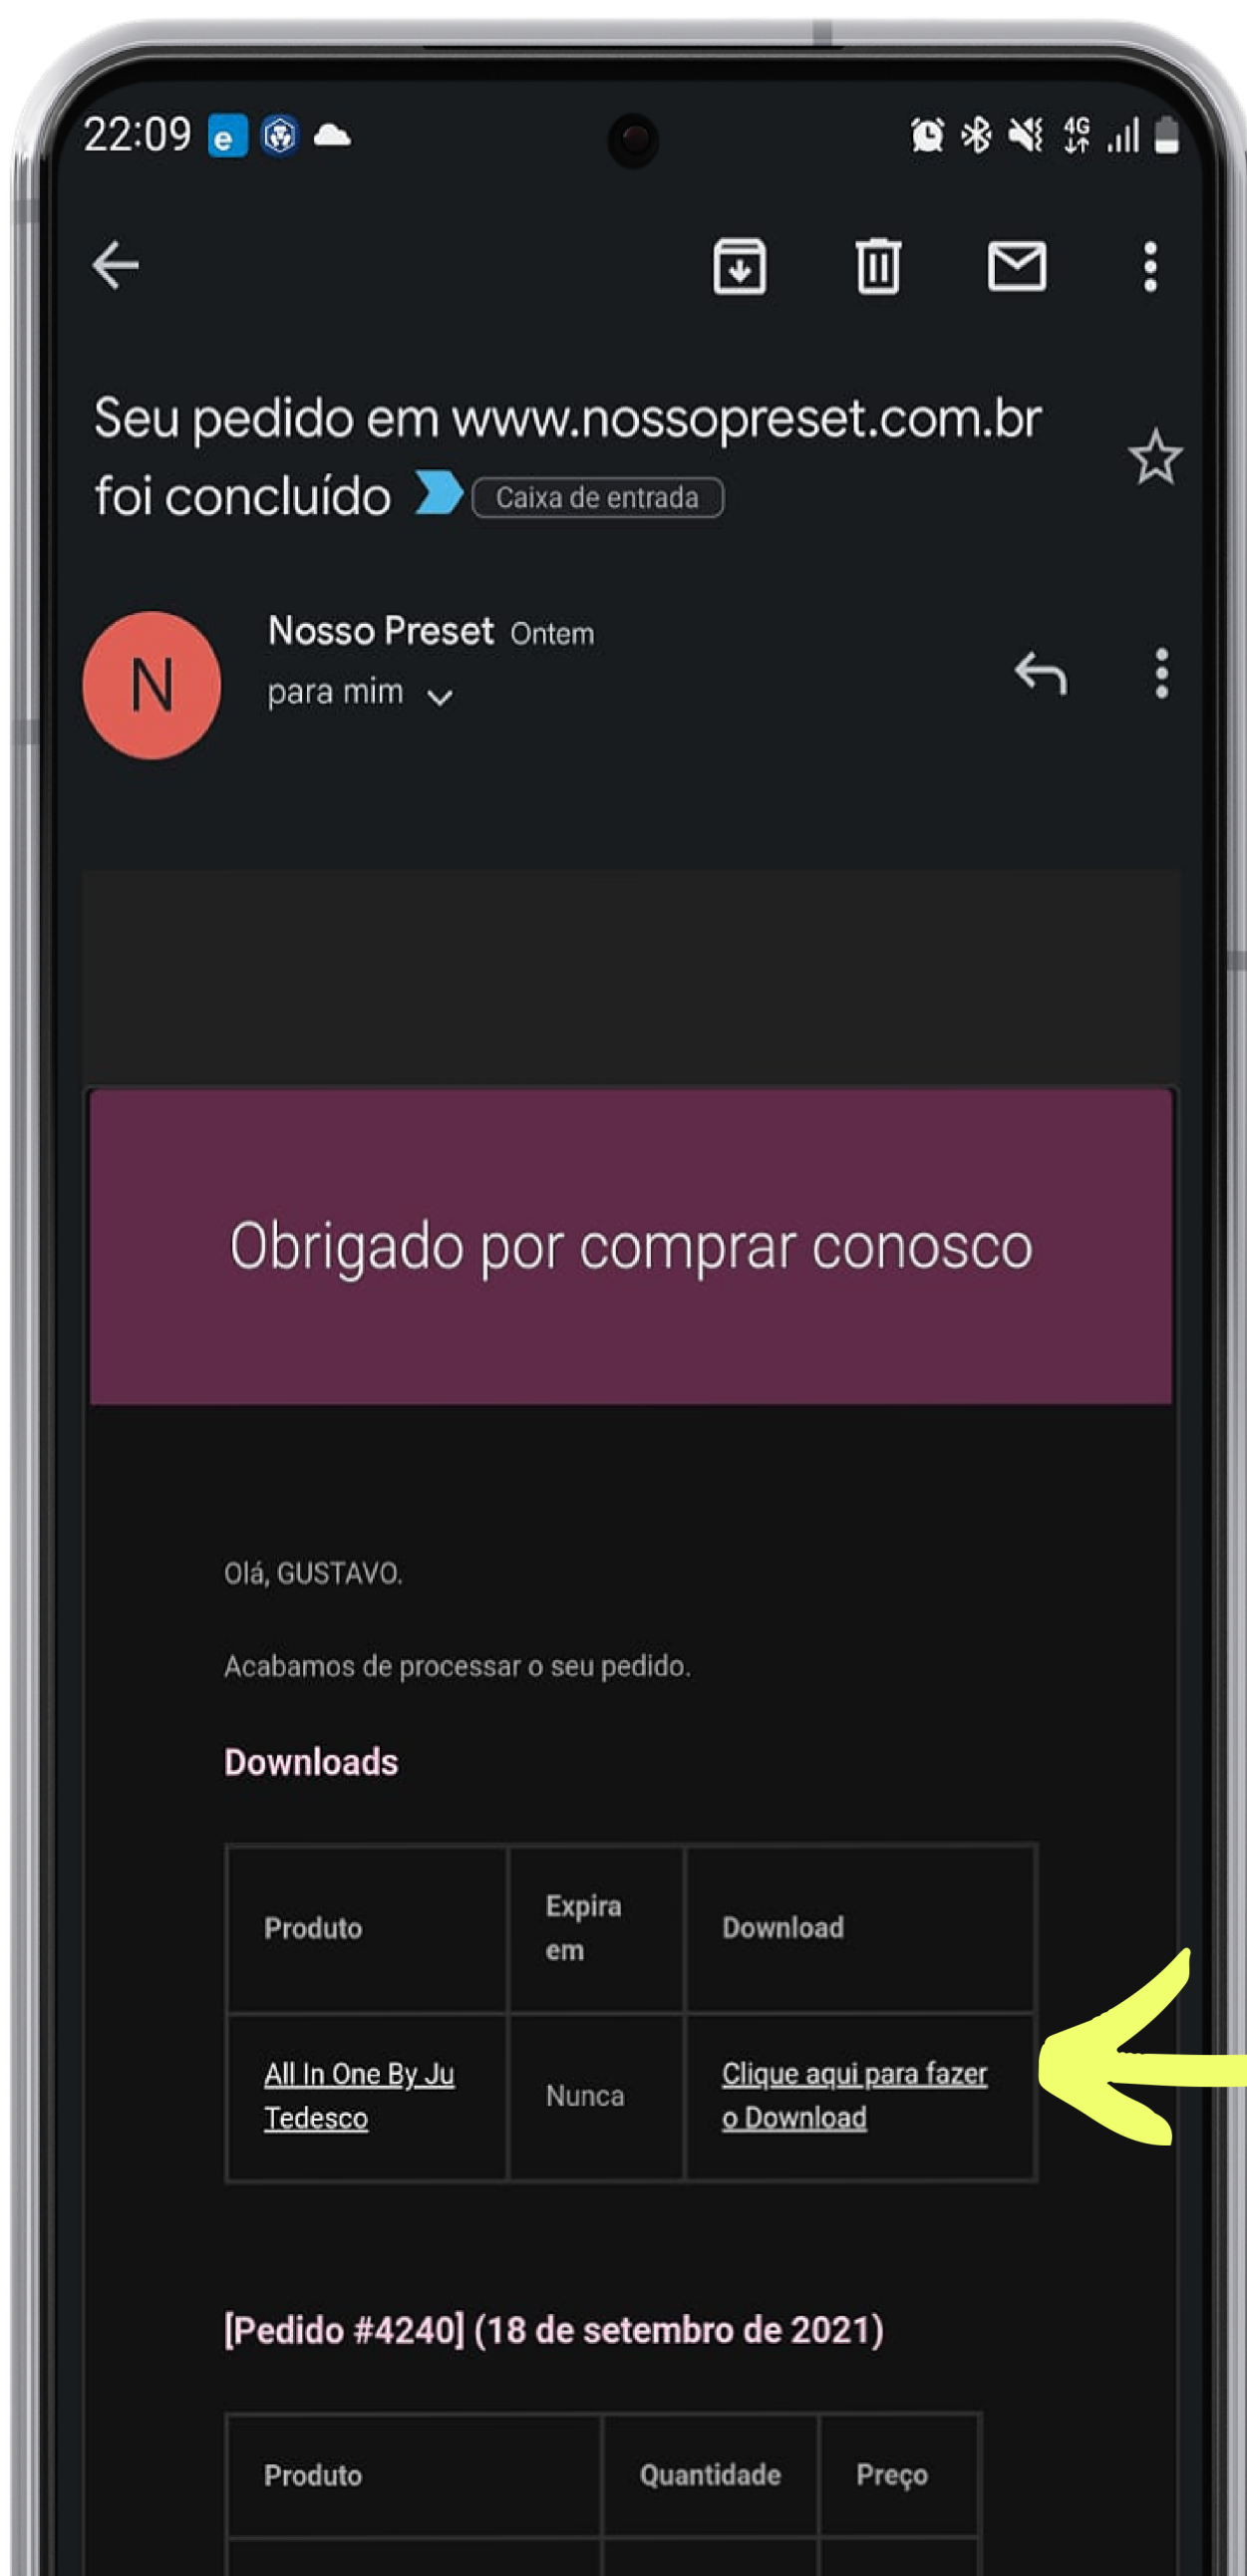 22:09
4G
Seu pedido em www.nossopreset.com.br
foi concluído Caixa de entrada
N
Nosso Preset Ontem
para mim
Obrigado por comprar conosco
Olá, GUSTAVO.
Acabamos de processar o seu pedido.
Downloads
Produto
Expira
em
Download
All In One By Ju
Tedesco
Nunca
Clique aqui para fazer
o Download
[Pedido #4240] (18 de setembro de 2021)
Produto Quantidade Preço